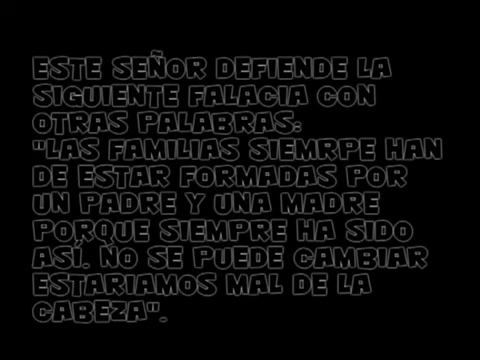 ESTE SEÑOR DEFIENDE LA
SIGUIENTE FALACIA CON
OTRAS PALABRAS:
"LAS FAMILIAS SIEMRPE HAN
DE ESTAR FORMADAS POR
UN PADRE Y UNA MADRE
PORQUE SIEMPRE HA SIDO
ASÍ. NO SE PUEDE CAMBIAR
ESTARIAMOS MAL DE LA
CABEZA".